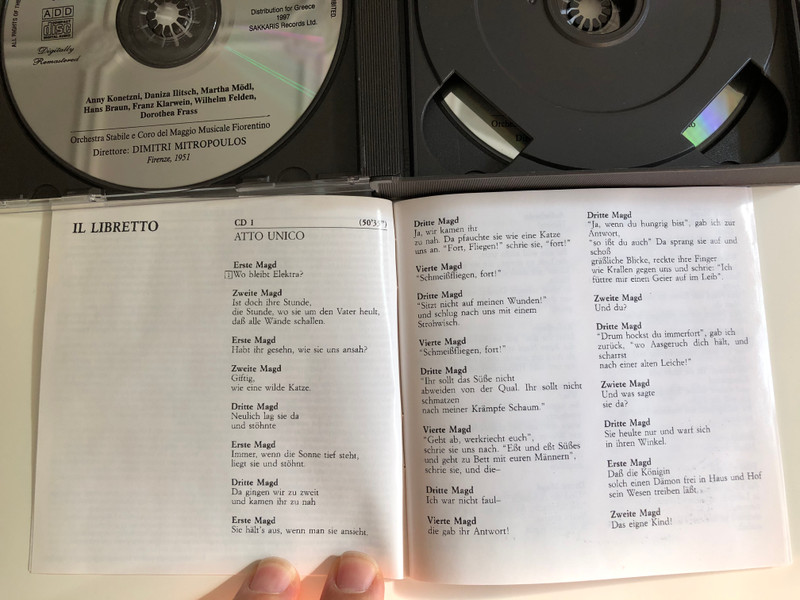 ALL RIGHTS OF THE
ADD
COMPACT
disc
DIGITAL AUDIO
Digitally
Remastered
Distribution for Greece
1997
SAKKARIS Records Ltd.
Anny Konetzni, Daniza Ilitsch, Martha Mödl,
Hans Braun, Franz Klarwein, Wilhelm Felden,
Dorothea Frass
Orchestra Stabile e Coro del Maggio Musicale Fiorentino
Direttore: DIMITRI MITROPOULOS
Firenze, 1951
IL LIBRETTO
CD 1
ATTO UNICO
Erste Magd
1 Wo bleibt Elektra?
Zweite Magd
Ist doch ihre Stunde,
die Stunde, wo sie um den Vater heult,
daß alle Wände schallen.
Erste Magd
Habt ihr gesehn, wie sie uns ansah?
Zweite Magd
Giftig,
wie eine wilde Katze.
Dritte Magd
Neulich lag sie da
und stöhnte
Erste Magd
Immer, wenn die Sonne tief steht,
liegt sie und stöhnt.
Dritte Magd
Da gingen wir zu zweit
und kamen ihr zu nah
Erste Magd
Sie hält's aus, wenn man sie ansieht.
Dritte Magd
Ja, wir kamen ihr
zu nah. Da pfauchte sie wie eine Katze
uns an. "Fort, Fliegen!" schrie sie, "fort!"
Vierte Magd
"Schmeißfliegen, fort!"
Dritte Magd
"Sitzt nicht auf meinen Wunden!"
und schlug nach uns mit einem
Strohwisch.
Vierte Magd
"Schmeißfliegen, fort!"
Dritte Magd
"Ihr sollt das Süße nicht
abweiden von der Qual. Ihr sollt nicht
schmatzen
nach meiner Krämpfe Schaum."
Vierte Magd
"Geht ab, werkriecht euch",
schrie sie uns nach. "Eßt und eßt Süßes
und geht zu Bett mit euren Männern",
schrie sie, und die–
Dritte Magd
Ich war nicht faul–
Vierte Magd
die gab ihr Antwort!
Dritte Magd
"Ja, wenn du hungrig bist", gab ich zur
Antwort,
"so ißt du auch" Da sprang sie auf und
schoß
gräßliche Blicke, reckte ihre Finger
wie Krallen gegen uns und schrie: "Ich
füttre mir einen Geier auf im Leib".
Zweite Magd
Und du?
Dritte Magd
"Drum hockst du immerfort", gab ich
zurück, "wo Aasgeruch dich hält, und
scharrst
nach einer alten Leiche!"
Zwiete Magd
Und was sagte
sie da?
Dritte Magd
Sie heulte nur und warf sich
in ihren Winkel.
Erste Magd
Daß die Königin
solch einen Dämon frei in Haus und Hof
sein Wesen treiben läßt.
Zweite Magd
Das eigne Kind!